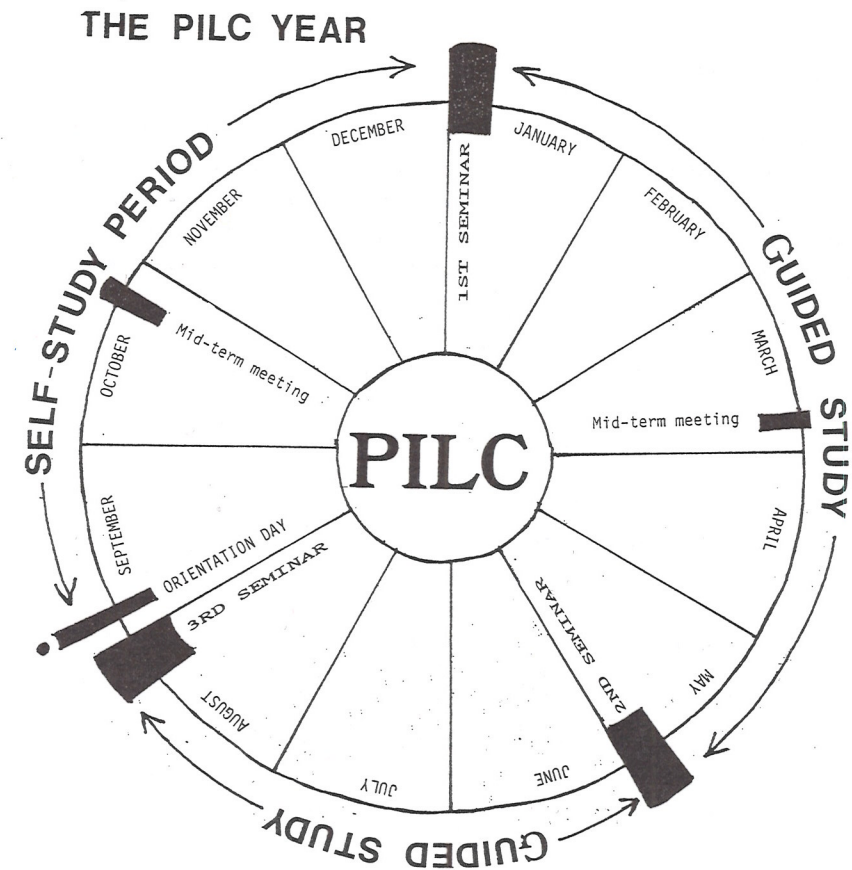 THE PILC YEAR
JANUARY
1ST SEMINAR
FEBRUARY
MARCH
Mid-term meeting
APRIL
MAY
2ND SEMINAR
JUNE
JULY
AUGUST
3RD SEMINAR
ORIENTATION DAY
SEPTEMBER
OCTOBER
Mid-term meeting
NOVEMBER
DECEMBER
PILC
GUIDED STUDY
GUIDED STUDY
SELF-STUDY PERIOD